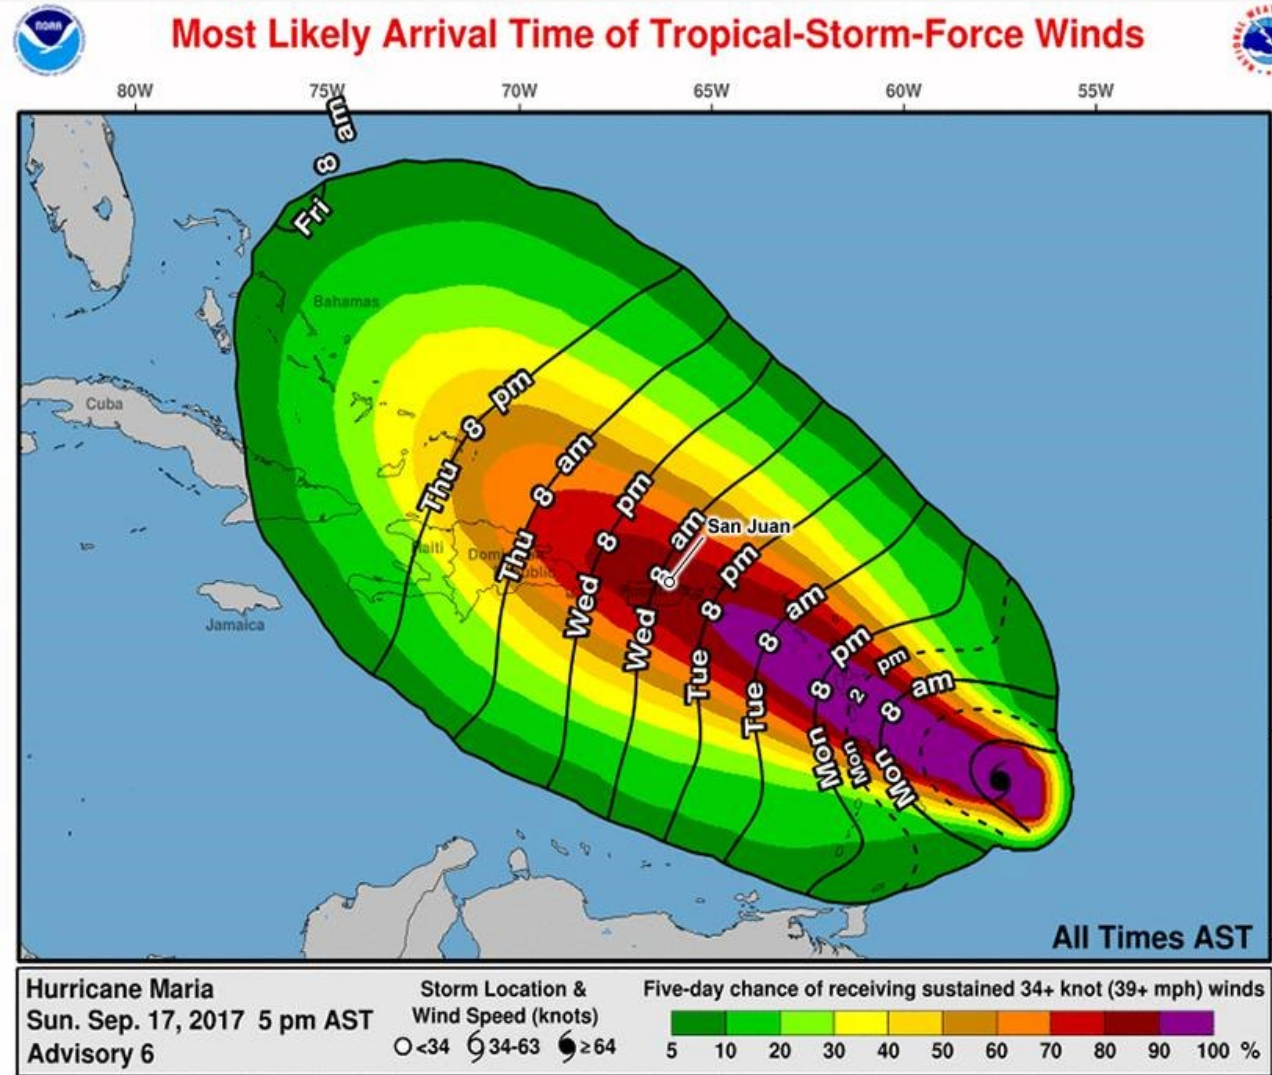 NOAA
Most Likely Arrival Time of Tropical-Storm-Force Winds
80W 75W 70W 65W 60W 55W
8 am
Fri
Bahamas
Cuba
Thu 8 pm
Thu 8 am
Wed 8 pm
Wed 8 am
San Juan
Tue 8 pm
Tue 8 am
Mon 8 pm
Mon 2 pm
Mon 8 am
Haiti
Jamaica
All Times AST
Hurricane Maria
Sun. Sep. 17, 2017 5 pm AST
Advisory 6
Storm Location &
Wind Speed (knots)
<34 34-63 ≥64
Five-day chance of receiving sustained 34+ knot (39+ mph) winds
5 10 20 30 40 50 60 70 80 90 100 %